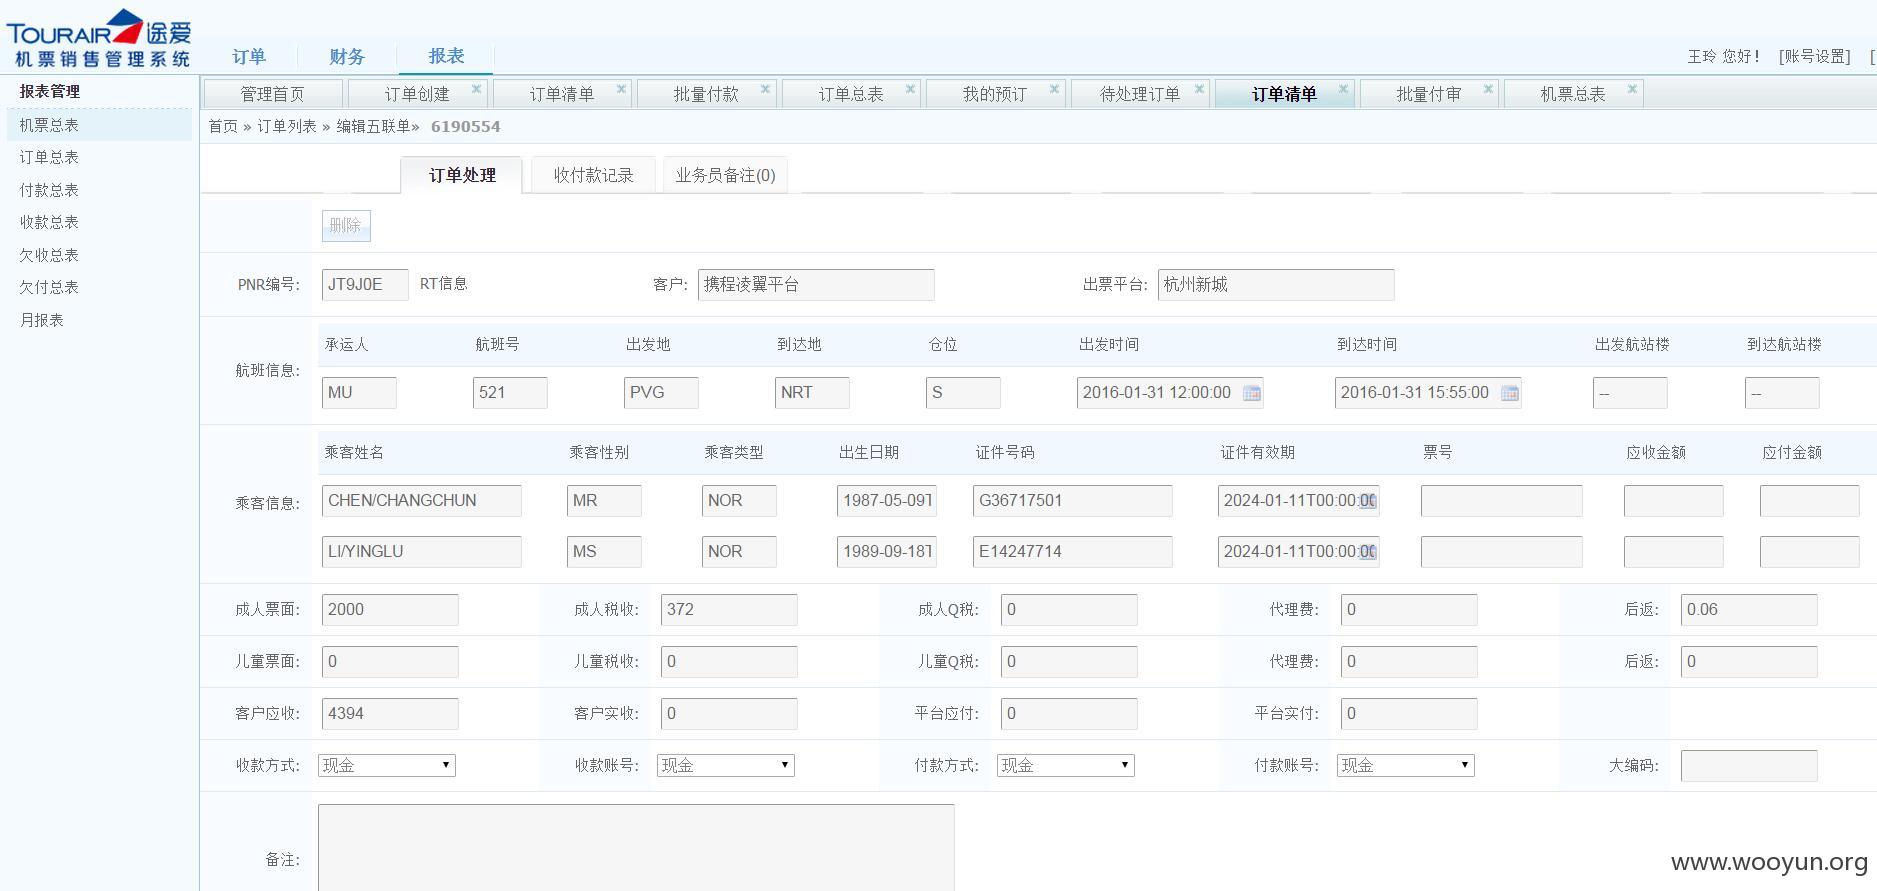 TOURAIR 途爱
机票销售管理系统
订单 财务 报表
王玲 您好！ [账号设置] [
报表管理
机票总表
订单总表
付款总表
收款总表
欠收总表
欠付总表
月报表
管理首页 订单创建 订单清单 批量付款 订单总表 我的预订 待处理订单 订单清单 批量付审 机票总表
首页 » 订单列表 » 编辑五联单» 6190554
订单处理 收付款记录 业务员备注(0)
删除
PNR编号: JT9J0E RT信息 客户: 携程凌翼平台 出票平台: 杭州新城
航班信息:
承运人 航班号 出发地 到达地 仓位 出发时间 到达时间 出发航站楼 到达航站楼
MU 521 PVG NRT S 2016-01-31 12:00:00 2016-01-31 15:55:00 -- --
乘客信息:
乘客姓名 乘客性别 乘客类型 出生日期 证件号码 证件有效期 票号 应收金额 应付金额
CHEN/CHANGCHUN MR NOR 1987-05-09T G36717501 2024-01-11T00:00:00
LI/YINGLU MS NOR 1989-09-18T E14247714 2024-01-11T00:00:00
成人票面: 2000 成人税收: 372 成人Q税: 0 代理费: 0 后返: 0.06
儿童票面: 0 儿童税收: 0 儿童Q税: 0 代理费: 0 后返: 0
客户应收: 4394 客户实收: 0 平台应付: 0 平台实付: 0
收款方式: 现金 收款账号: 现金 付款方式: 现金 付款账号: 现金 大编码:
备注:
www.wooyun.org